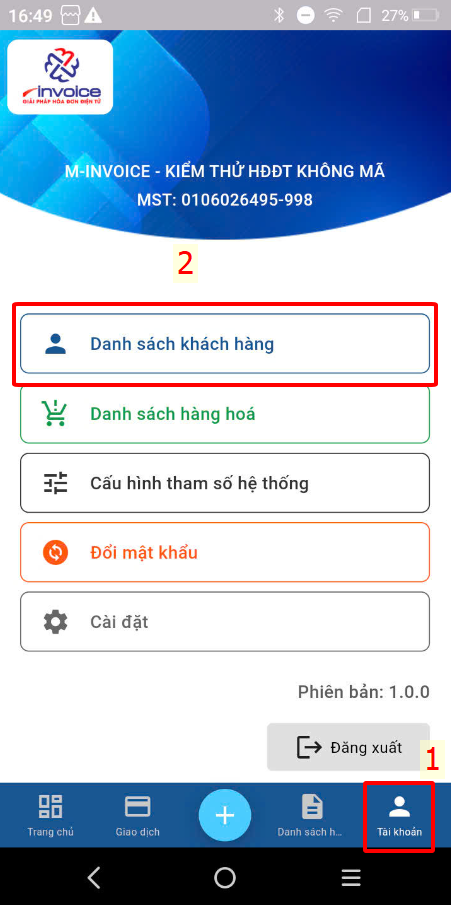 16:49
27%
invoice
GIẢI PHÁP HÓA ĐƠN ĐIỆN TỬ
M-INVOICE - KIỂM THỬ HĐĐT KHÔNG MÃ
MST: 0106026495-998
2
Danh sách khách hàng
Danh sách hàng hoá
Cấu hình tham số hệ thống
Đổi mật khẩu
Cài đặt
Phiên bản: 1.0.0
Đăng xuất
1
Trang chủ
Giao dịch
Danh sách h...
Tài khoản